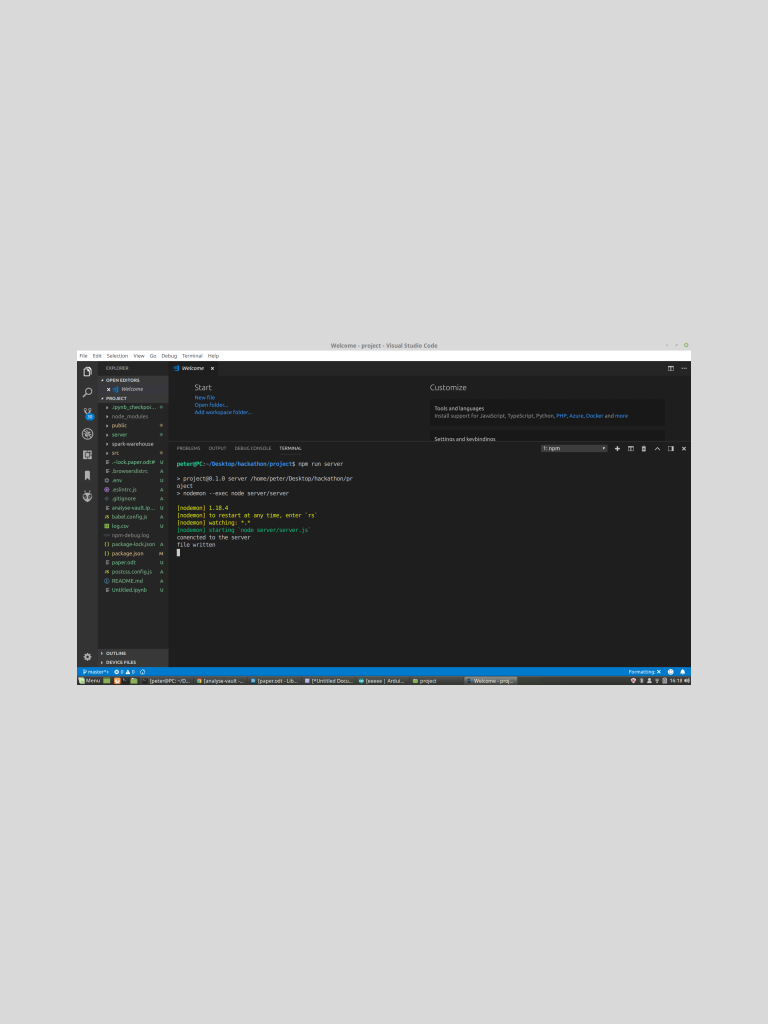 Welcome - project - Visual Studio Code
File Edit Selection View Go Debug Terminal Help
EXPLORER
OPEN EDITORS
Welcome
PROJECT
.ipynb_checkpoi...
node_modules
public
server
spark-warehouse
src
.~lock.paper.odt# U
.browserslistrc A
.env A
.eslintrc.js A
.gitignore A
analyse-vault.ip... U
babel.config.js A
log.csv U
npm-debug.log
package-lock.json A
package.json M
paper.odt U
postcss.config.js A
README.md A
Untitled.ipynb U
OUTLINE
DEVICE FILES
Welcome
Start
New file
Open folder...
Add workspace folder...
Customize
Tools and languages
Install support for JavaScript, TypeScript, Python, PHP, Azure, Docker and more
Settings and keybindings
PROBLEMS OUTPUT DEBUG CONSOLE TERMINAL
1: npm
peter@PC:~/Desktop/hackathon/project$ npm run server
> project@0.1.0 server /home/peter/Desktop/hackathon/pr
oject
> nodemon --exec node server/server
[nodemon] 1.18.4
[nodemon] to restart at any time, enter `rs`
[nodemon] watching: *.*
[nodemon] starting `node server/server.js`
conencted to the server
file written
master*+ 0 0
Formatting: ✕
Menu [peter@PC: ~/D... [analyse-vault -... [paper.odt - Lib... [*Untitled Docu... [eeeee | Ardui... project Welcome - proj... 16:18